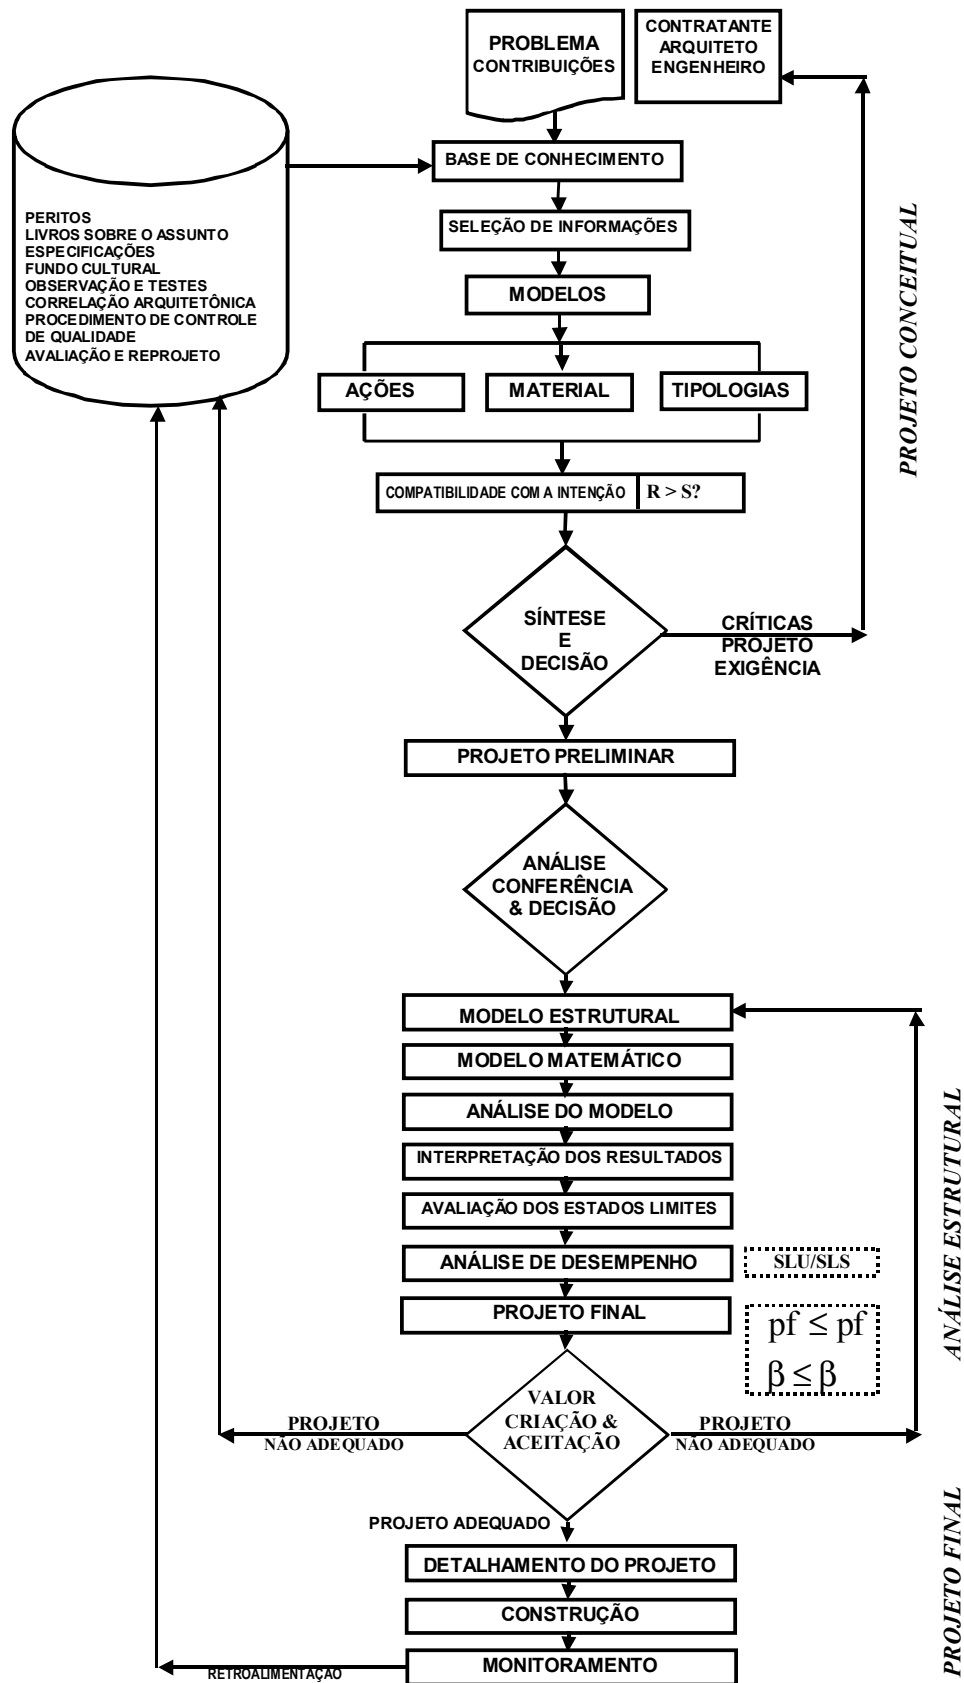 PROBLEMA
CONTRIBUIÇÕES
CONTRATANTE
ARQUITETO
ENGENHEIRO
BASE DE CONHECIMENTO
PERITOS
LIVROS SOBRE O ASSUNTO
ESPECIFICAÇÕES
FUNDO CULTURAL
OBSERVAÇÃO E TESTES
CORRELAÇÃO ARQUITETÔNICA
PROCEDIMENTO DE CONTROLE
DE QUALIDADE
AVALIAÇÃO E REPROJETO
SELEÇÃO DE INFORMAÇÕES
MODELOS
AÇÕES
MATERIAL
TIPOLOGIAS
PROJETO CONCEITUAL
COMPATIBILIDADE COM A INTENÇÃO
R > S?
SÍNTESE
E
DECISÃO
CRÍTICAS
PROJETO
EXIGÊNCIA
PROJETO PRELIMINAR
ANÁLISE
CONFERÊNCIA
& DECISÃO
MODELO ESTRUTURAL
MODELO MATEMÁTICO
ANÁLISE DO MODELO
INTERPRETAÇÃO DOS RESULTADOS
AVALIAÇÃO DOS ESTADOS LIMITES
ANÁLISE DE DESEMPENHO
SLU/SLS
ANÁLISE ESTRUTURAL
PROJETO FINAL
pf ≤ pf
β ≤ β
VALOR
CRIAÇÃO &
ACEITAÇÃO
PROJETO
NÃO ADEQUADO
PROJETO
NÃO ADEQUADO
PROJETO ADEQUADO
DETALHAMENTO DO PROJETO
CONSTRUÇÃO
MONITORAMENTO
RETROALIMENTAÇÃO
PROJETO FINAL